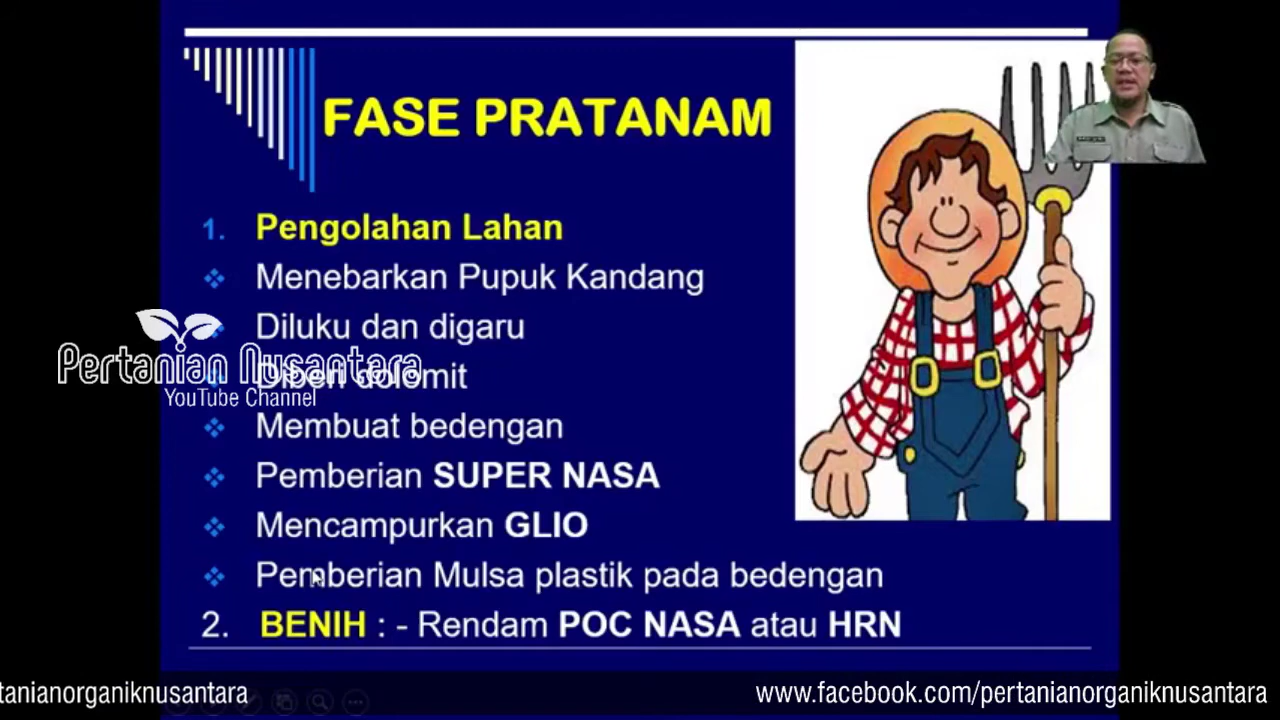 FASE PRATANAM
1. Pengolahan Lahan
Menebarkan Pupuk Kandang
Diluku dan digaru
Pertanian Nusantara
Diberi dolomit
YouTube Channel
Membuat bedengan
Pemberian SUPER NASA
Mencampurkan GLIO
Pemberian Mulsa plastik pada bedengan
2. BENIH : - Rendam POC NASA atau HRN
tanianorganiknusantara
www.facebook.com/pertanianorganiknusantara